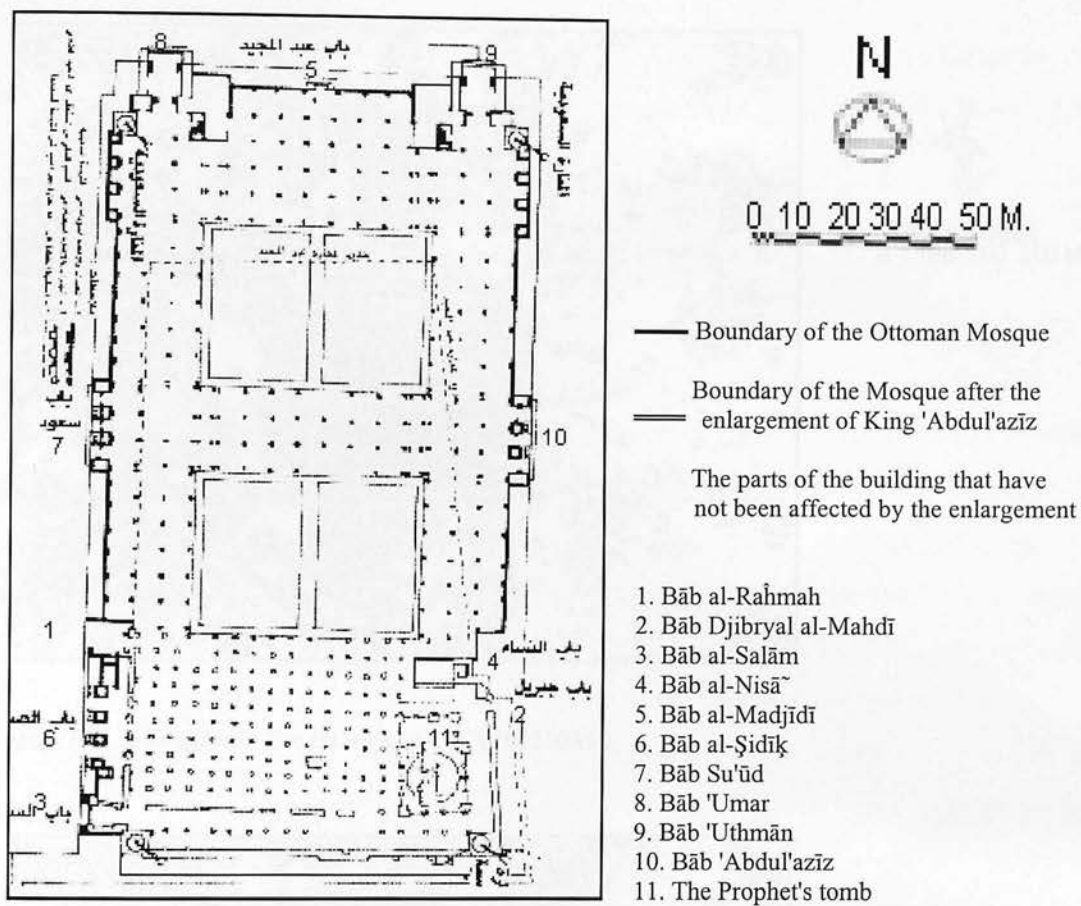 8
باب عبد المجيد
9
5
N
0 10 20 30 40 50 M.
Boundary of the Ottoman Mosque
Boundary of the Mosque after the
enlargement of King 'Abdul'azīz
The parts of the building that have
not been affected by the enlargement
سعود
7
10
1
باب النساء
4
باب جبريل
2
باب
6
11
3
باب
1. Bāb al-Raĥmah
2. Bāb Djibryal al-Mahdī
3. Bāb al-Salām
4. Bāb al-Nisā~
5. Bāb al-Madjīdī
6. Bāb al-Şidīḳ
7. Bāb Su'ūd
8. Bāb 'Umar
9. Bāb 'Uthmān
10. Bāb 'Abdul'azīz
11. The Prophet's tomb